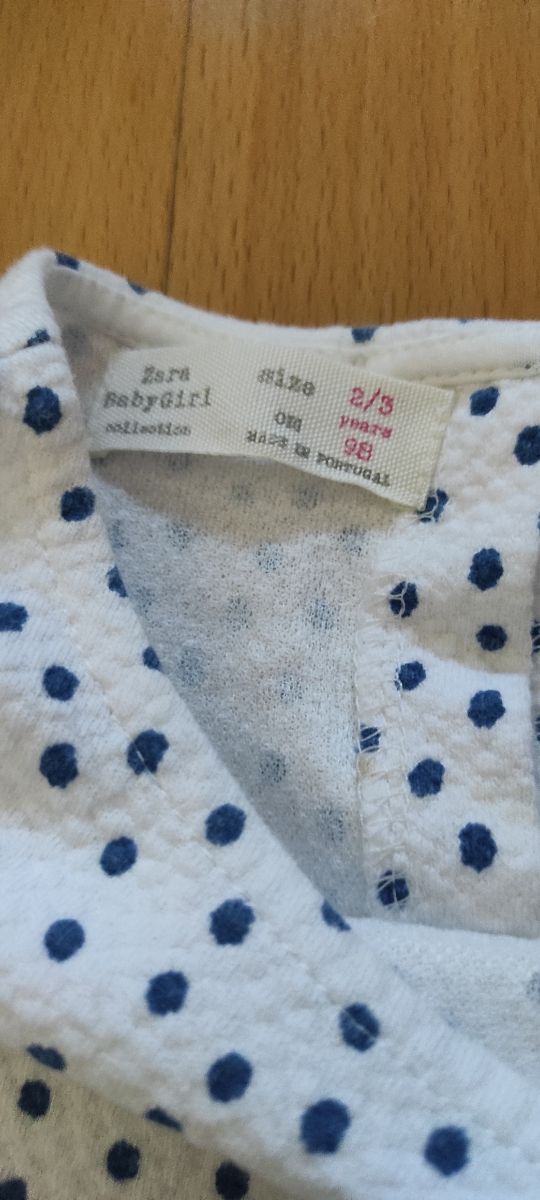 Zara
BabyGirl
collection
size 2/3
years
cm 98
MADE IN PORTUGAL